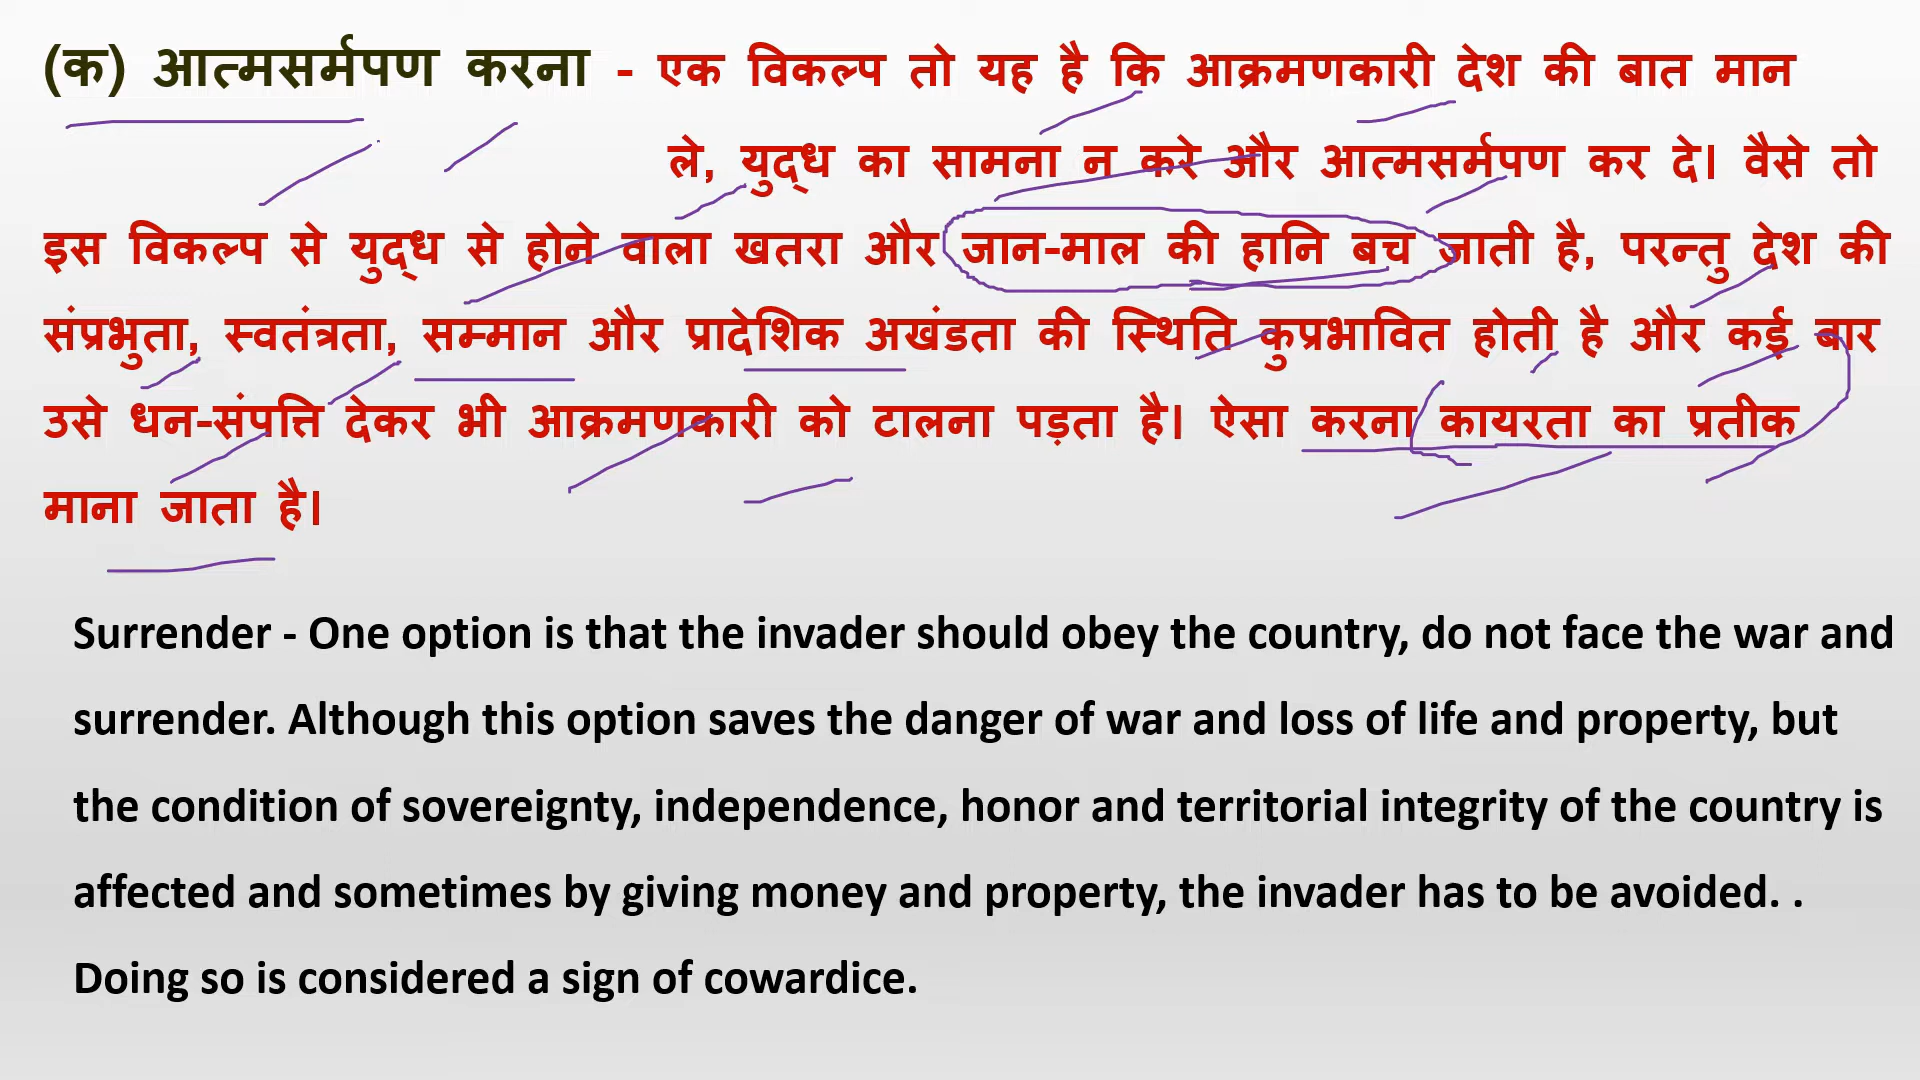 (क) आत्मसर्मपण करना - एक विकल्प तो यह है कि आक्रमणकारी देश की बात मान
ले, युद्ध का सामना न करे और आत्मसर्मपण कर दे। वैसे तो
इस विकल्प से युद्ध से होने वाला खतरा और जान-माल की हानि बच जाती है, परन्तु देश की
संप्रभुता, स्वतंत्रता, सम्मान और प्रादेशिक अखंडता की स्थिति कुप्रभावित होती है और कई बार
उसे धन-संपत्ति देकर भी आक्रमणकारी को टालना पड़ता है। ऐसा करना कायरता का प्रतीक
माना जाता है।
Surrender - One option is that the invader should obey the country, do not face the war and
surrender. Although this option saves the danger of war and loss of life and property, but
the condition of sovereignty, independence, honor and territorial integrity of the country is
affected and sometimes by giving money and property, the invader has to be avoided. .
Doing so is considered a sign of cowardice.